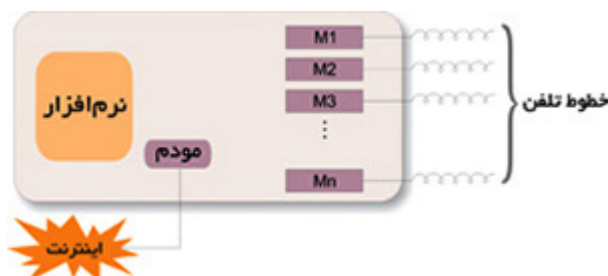 M1
M2
M3
Mn
خطوط تلفن
نرم‌افزار
مودم
اینترنت